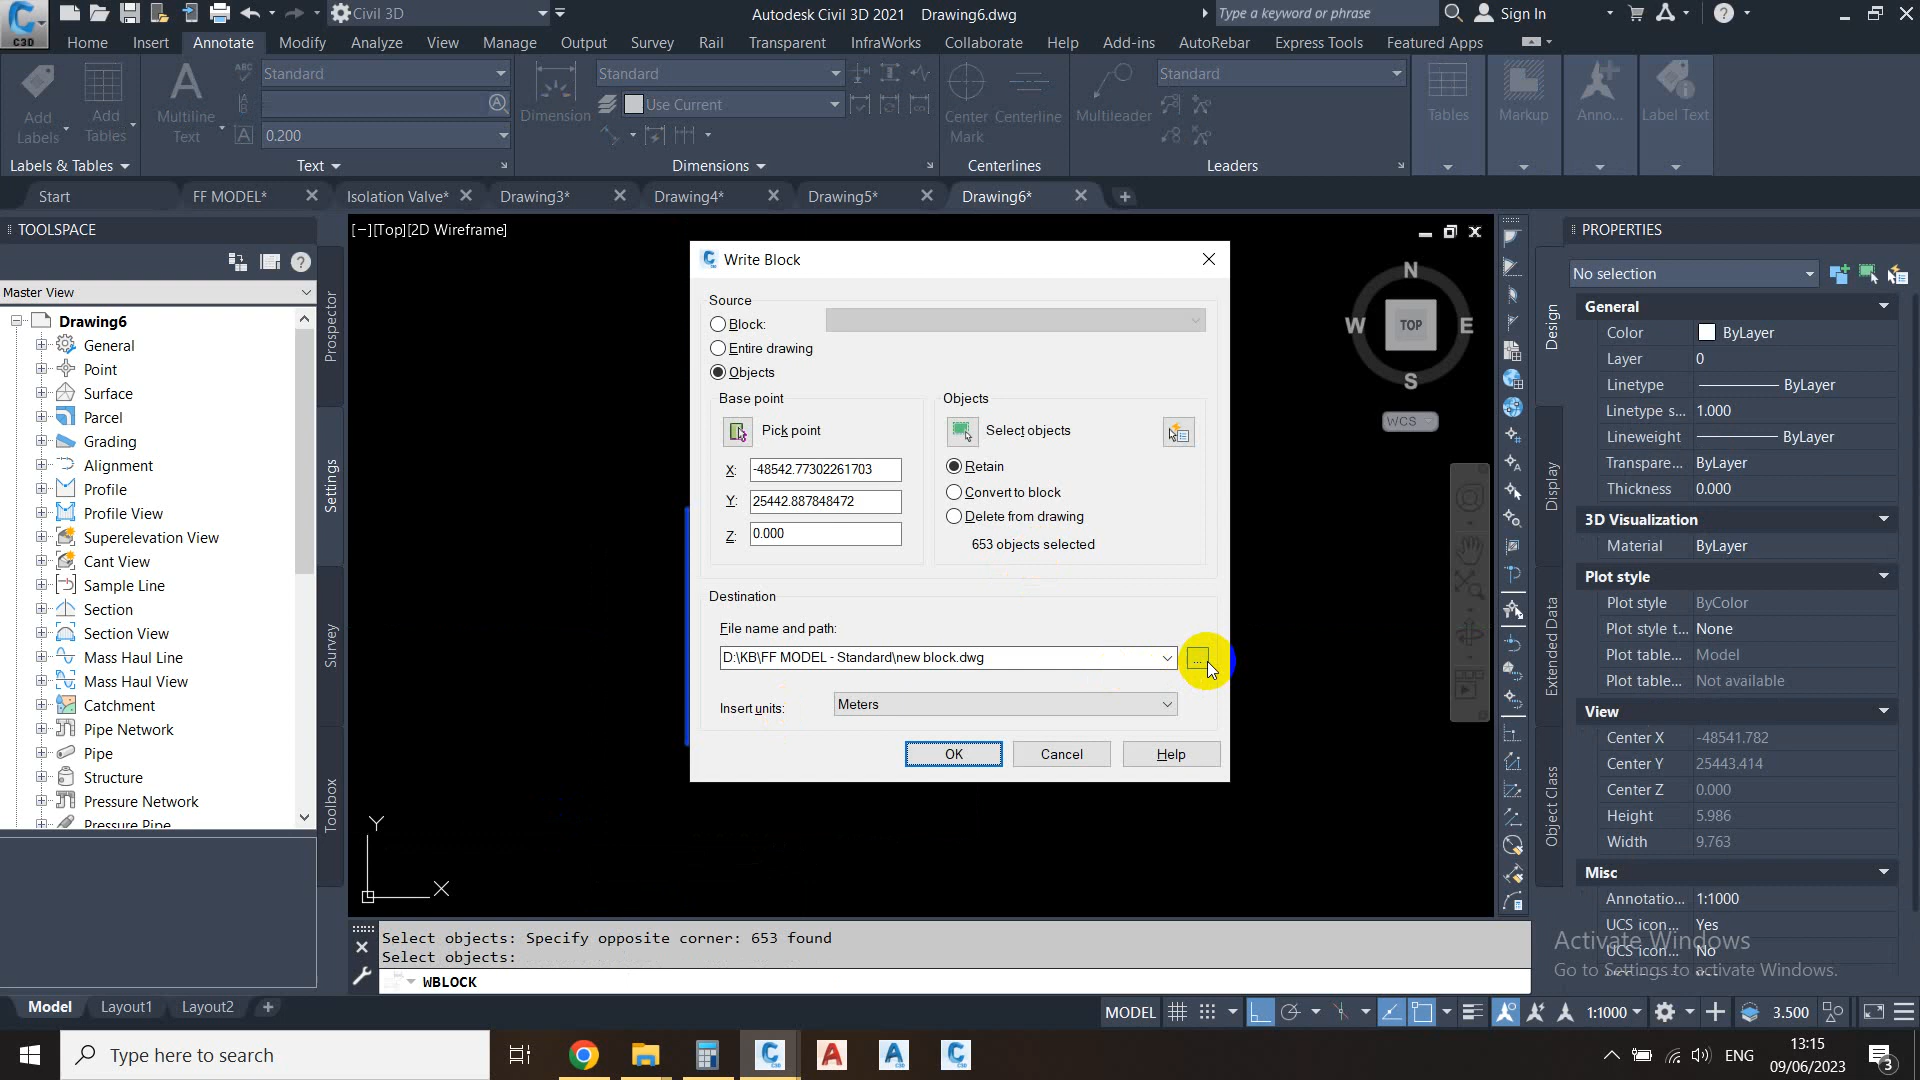 Civil 3D
Autodesk Civil 3D 2021 Drawing6.dwg
Type a keyword or phrase
Sign In
C3D
Home Insert Annotate Modify Analyze View Manage Output Survey Rail Transparent InfraWorks Collaborate Help Add-ins AutoRebar Express Tools Featured Apps
Add Labels
Add Tables
Multiline Text
ABC
Standard
0.200
Dimension
Standard
Use Current
Center Mark
Centerline
Multileader
Standard
Tables
Markup
Anno...
Label Text
Labels & Tables
Text
Dimensions
Centerlines
Leaders
Start
FF MODEL*
Isolation Valve*
Drawing3*
Drawing4*
Drawing5*
Drawing6*
TOOLSPACE
Master View
Drawing6
General
Point
Surface
Parcel
Grading
Alignment
Profile
Profile View
Superelevation View
Cant View
Sample Line
Section
Section View
Mass Haul Line
Mass Haul View
Catchment
Pipe Network
Pipe
Structure
Pressure Network
Pressure Pipe
Prospector
Settings
Survey
Toolbox
[−][Top][2D Wireframe]
N
W
TOP
E
S
WCS
Y
X
Write Block
Source
Block:
Entire drawing
Objects
Base point
Pick point
X: -48542.77302261703
Y: 25442.887848472
Z: 0.000
Objects
Select objects
Retain
Convert to block
Delete from drawing
653 objects selected
Destination
File name and path:
D:\KB\FF MODEL - Standard\new block.dwg
...
Insert units: Meters
OK
Cancel
Help
PROPERTIES
No selection
Design
Display
Extended Data
Object Class
General
Color ByLayer
Layer 0
Linetype ByLayer
Linetype s... 1.000
Lineweight ByLayer
Transpare... ByLayer
Thickness 0.000
3D Visualization
Material ByLayer
Plot style
Plot style ByColor
Plot style t... None
Plot table... Model
Plot table... Not available
View
Center X -48541.782
Center Y 25443.414
Center Z 0.000
Height 5.986
Width 9.763
Misc
Annotatio... 1:1000
UCS icon... Yes
UCS icon... No
Activate Windows
Go to Settings to activate Windows.
Select objects: Specify opposite corner: 653 found
Select objects:
WBLOCK
Model
Layout1
Layout2
MODEL
1:1000
3.500
Type here to search
ENG
13:15
09/06/2023
3